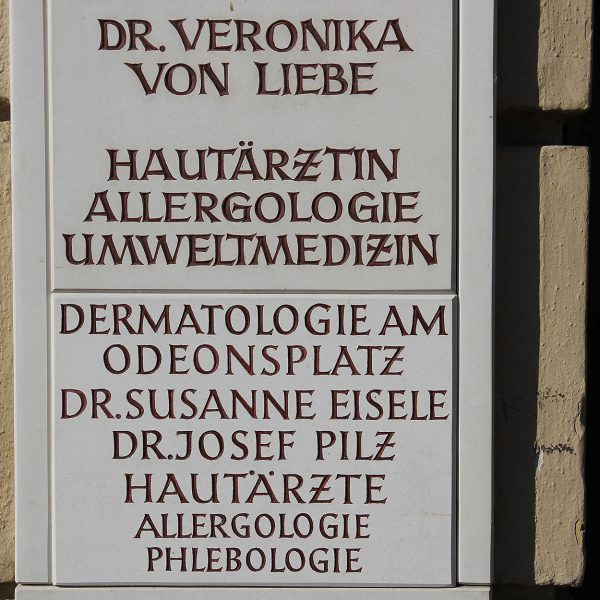 DR. VERONIKA
VON LIEBE
HAUTÄRZTIN
ALLERGOLOGIE
UMWELTMEDIZIN
DERMATOLOGIE AM
ODEONSPLATZ
DR. SUSANNE EISELE
DR. JOSEF PILZ
HAUTÄRZTE
ALLERGOLOGIE
PHLEBOLOGIE